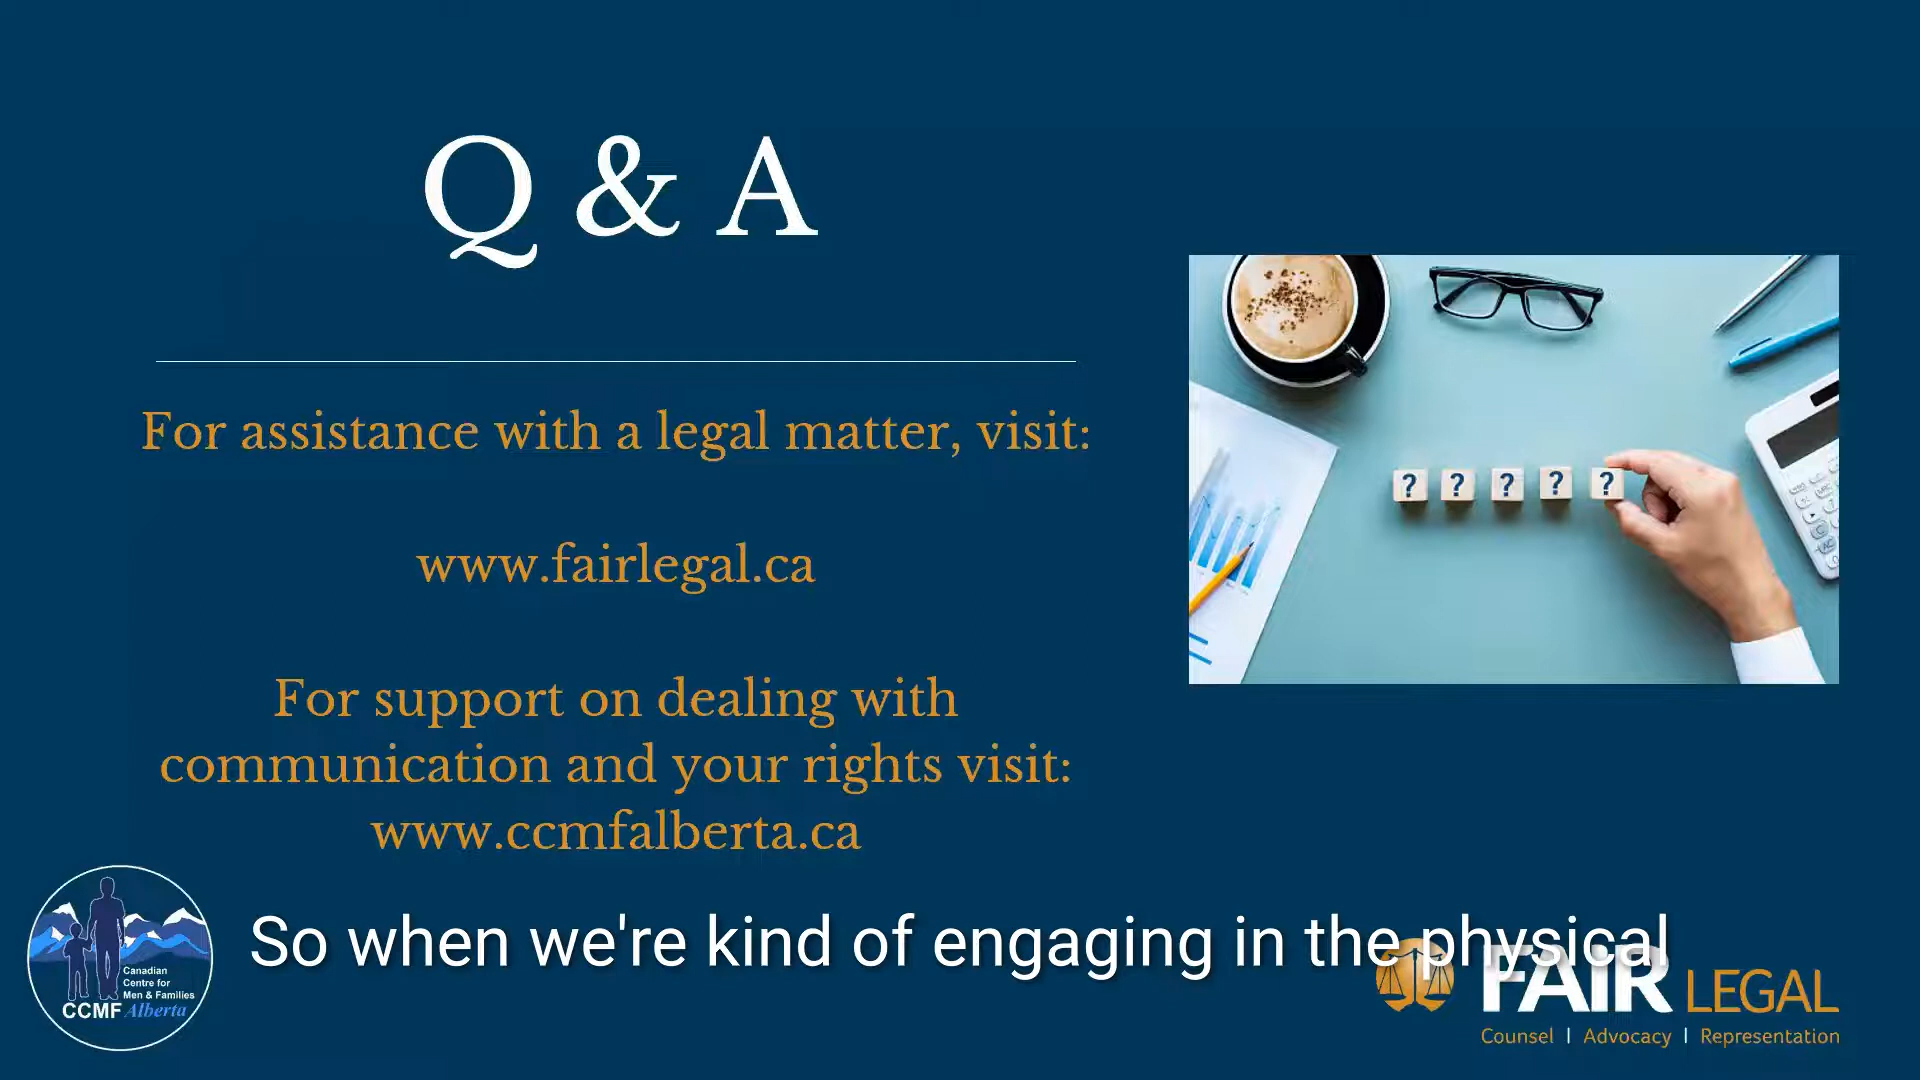 Q & A
For assistance with a legal matter, visit:
www.fairlegal.ca
For support on dealing with
communication and your rights visit:
www.ccmfalberta.ca
? ? ? ? ?
So when we're kind of engaging in the physical
Canadian
Centre for
Men & Families
CCMF Alberta
FAIR LEGAL
Counsel | Advocacy | Representation